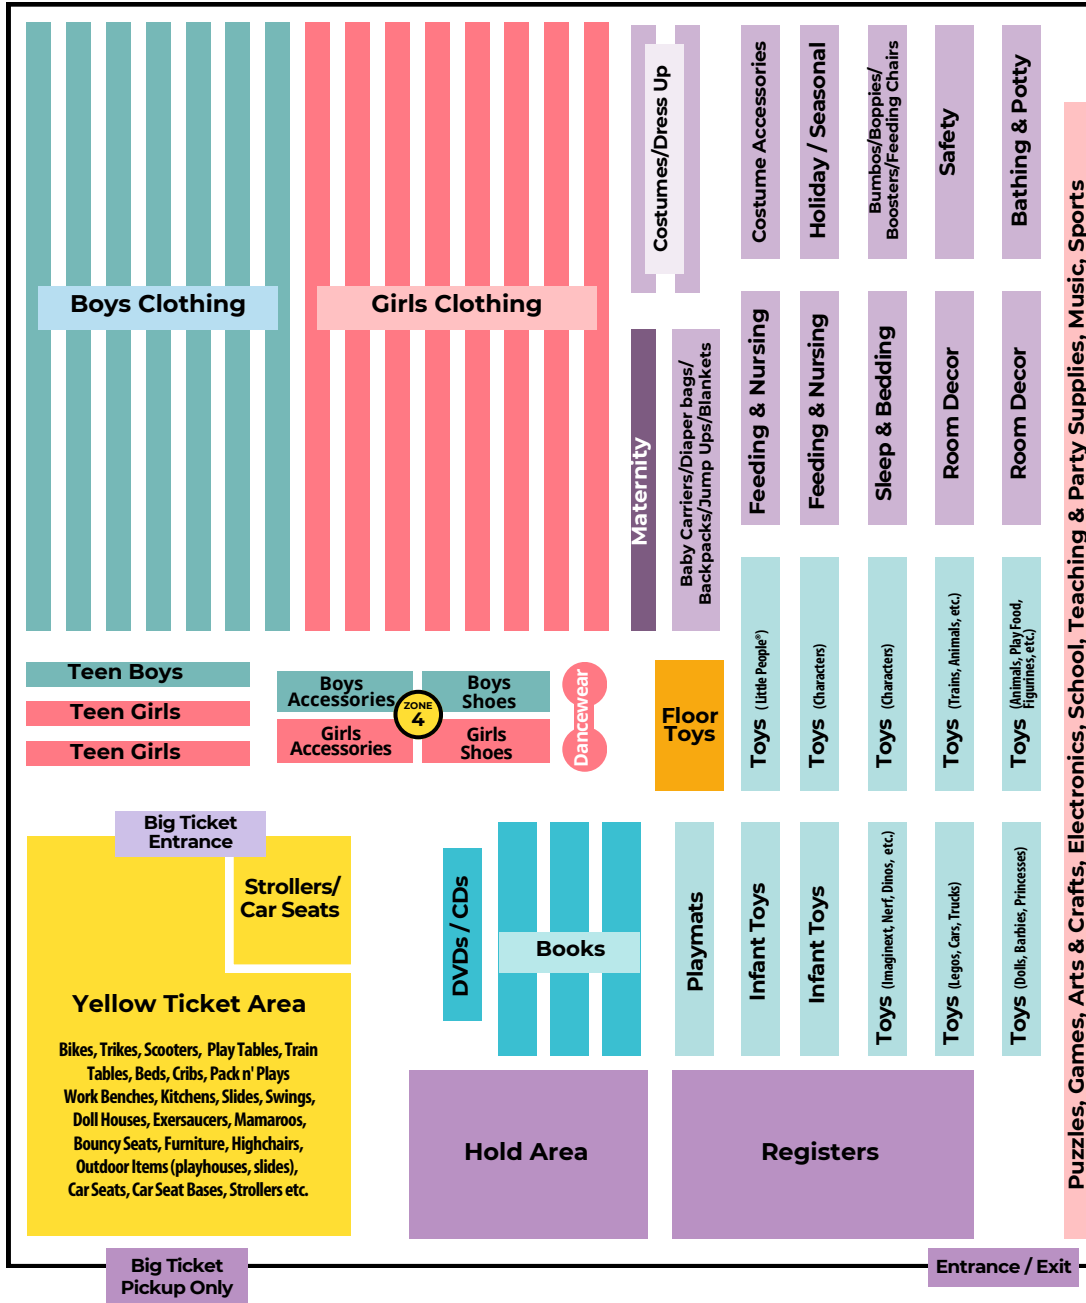 Boys Clothing
Girls Clothing
Costumes/Dress Up
Costume Accessories
Holiday / Seasonal
Bumbos/Boppies/
Boosters/Feeding Chairs
Safety
Bathing & Potty
Maternity
Baby Carriers/Diaper bags/
Backpacks/Jump Ups/Blankets
Feeding & Nursing
Feeding & Nursing
Sleep & Bedding
Room Decor
Room Decor
Puzzles, Games, Arts & Crafts, Electronics, School, Teaching & Party Supplies, Music, Sports
Teen Boys
Teen Girls
Teen Girls
Boys
Accessories
Boys
Shoes
ZONE
4
Girls
Accessories
Girls
Shoes
Dancewear
Floor
Toys
Toys (Little People®)
Toys (Characters)
Toys (Characters)
Toys (Trains, Animals, etc.)
Toys (Animals, Play Food,
Figurines, etc.)
Big Ticket
Entrance
Strollers/
Car Seats
Yellow Ticket Area
Bikes, Trikes, Scooters, Play Tables, Train
Tables, Beds, Cribs, Pack n' Plays
Work Benches, Kitchens, Slides, Swings,
Doll Houses, Exersaucers, Mamaroos,
Bouncy Seats, Furniture, Highchairs,
Outdoor Items (playhouses, slides),
Car Seats, Car Seat Bases, Strollers etc.
DVDs / CDs
Books
Playmats
Infant Toys
Infant Toys
Toys (Imaginext, Nerf, Dinos, etc.)
Toys (Legos, Cars, Trucks)
Toys (Dolls, Barbies, Princesses)
Hold Area
Registers
Big Ticket
Pickup Only
Entrance / Exit